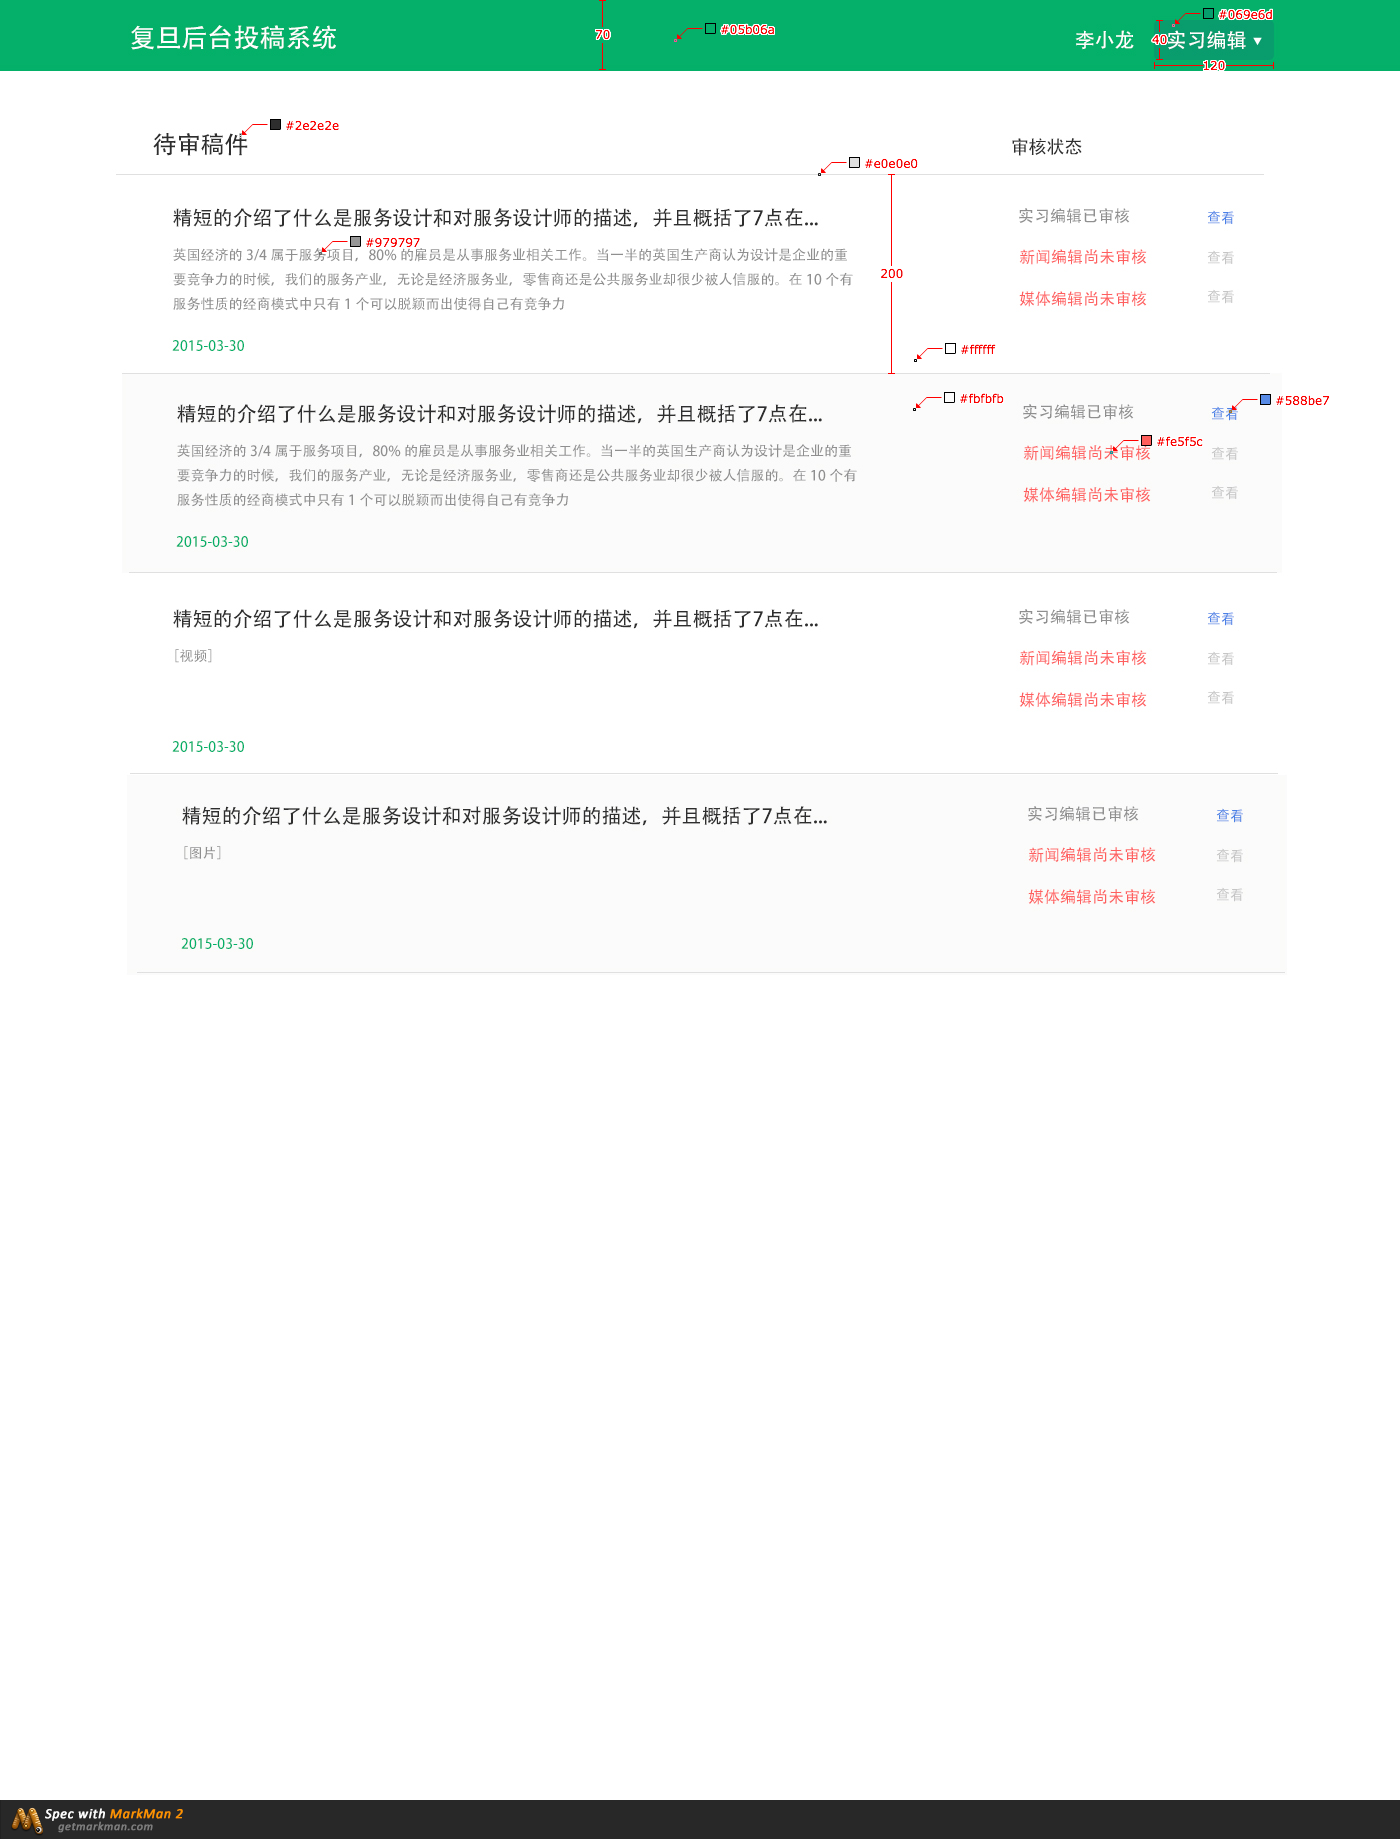 复旦后台投稿系统
70
#05b06a
李小龙
40
实习编辑 ▼
#069e6d
120
待审稿件
#2e2e2e
审核状态
#e0e0e0
精短的介绍了什么是服务设计和对服务设计师的描述，并且概括了7点在...
#979797
英国经济的 3/4 属于服务项目，80% 的雇员是从事服务业相关工作。当一半的英国生产商认为设计是企业的重
要竞争力的时候，我们的服务产业，无论是经济服务业，零售商还是公共服务业却很少被人信服的。在 10 个有
服务性质的经商模式中只有 1 个可以脱颖而出使得自己有竞争力
2015-03-30
200
实习编辑已审核 查看
新闻编辑尚未审核 查看
媒体编辑尚未审核 查看
#ffffff
精短的介绍了什么是服务设计和对服务设计师的描述，并且概括了7点在...
英国经济的 3/4 属于服务项目，80% 的雇员是从事服务业相关工作。当一半的英国生产商认为设计是企业的重
要竞争力的时候，我们的服务产业，无论是经济服务业，零售商还是公共服务业却很少被人信服的。在 10 个有
服务性质的经商模式中只有 1 个可以脱颖而出使得自己有竞争力
2015-03-30
#fbfbfb
实习编辑已审核 查看
#588be7
#fe5f5c
新闻编辑尚未审核 查看
媒体编辑尚未审核 查看
精短的介绍了什么是服务设计和对服务设计师的描述，并且概括了7点在...
[视频]
2015-03-30
实习编辑已审核 查看
新闻编辑尚未审核 查看
媒体编辑尚未审核 查看
精短的介绍了什么是服务设计和对服务设计师的描述，并且概括了7点在...
[图片]
2015-03-30
实习编辑已审核 查看
新闻编辑尚未审核 查看
媒体编辑尚未审核 查看
Spec with MarkMan 2
getmarkman.com